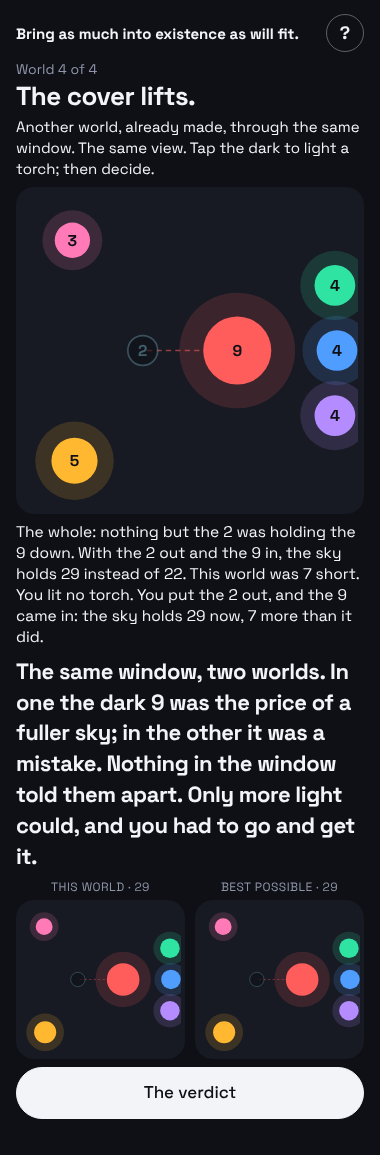 Bring as much into existence as will fit.
?
World 4 of 4
The cover lifts.
Another world, already made, through the same
window. The same view. Tap the dark to light a
torch; then decide.
3
4
2
9
4
4
5
The whole: nothing but the 2 was holding the
9 down. With the 2 out and the 9 in, the sky
holds 29 instead of 22. This world was 7 short.
You lit no torch. You put the 2 out, and the 9
came in: the sky holds 29 now, 7 more than it
did.
The same window, two worlds. In
one the dark 9 was the price of a
fuller sky; in the other it was a
mistake. Nothing in the window
told them apart. Only more light
could, and you had to go and get
it.
THIS WORLD · 29
BEST POSSIBLE · 29
The verdict